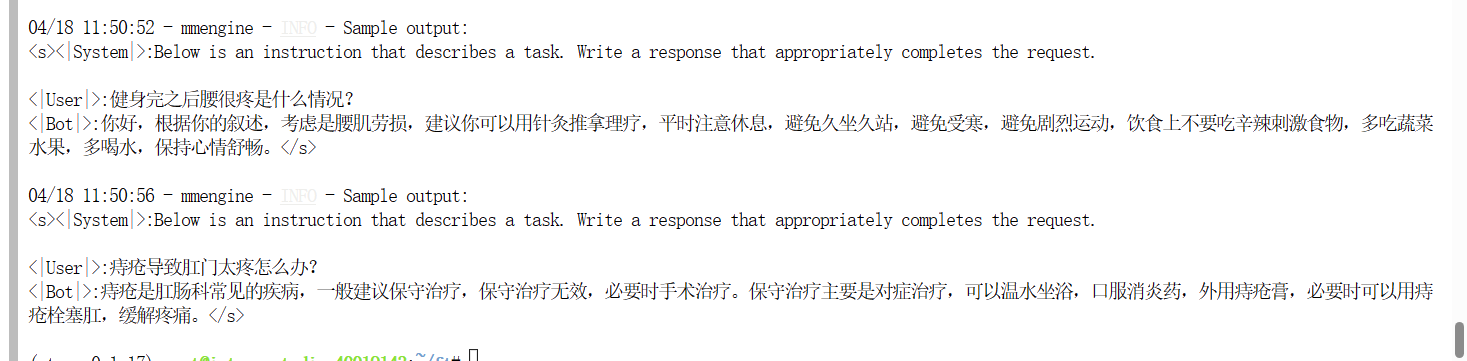 04/18 11:50:52 - mmengine - INFO - Sample output:
<s><|System|>:Below is an instruction that describes a task. Write a response that appropriately completes the request.
<|User|>:健身完之后腰很疼是什么情况?
<|Bot|>:你好，根据你的叙述，考虑是腰肌劳损，建议你可以用针灸推拿理疗，平时注意休息，避免久坐久站，避免受寒，避免剧烈运动，饮食上不要吃辛辣刺激食物，多吃蔬菜
水果，多喝水，保持心情舒畅。</s>
04/18 11:50:56 - mmengine - INFO - Sample output:
<s><|System|>:Below is an instruction that describes a task. Write a response that appropriately completes the request.
<|User|>:痔疮导致肛门太疼怎么办?
<|Bot|>:痔疮是肛肠科常见的疾病，一般建议保守治疗，保守治疗无效，必要时手术治疗。保守治疗主要是对症治疗，可以温水坐浴，口服消炎药，外用痔疮膏，必要时可以用痔
疮栓塞肛，缓解疼痛。</s>